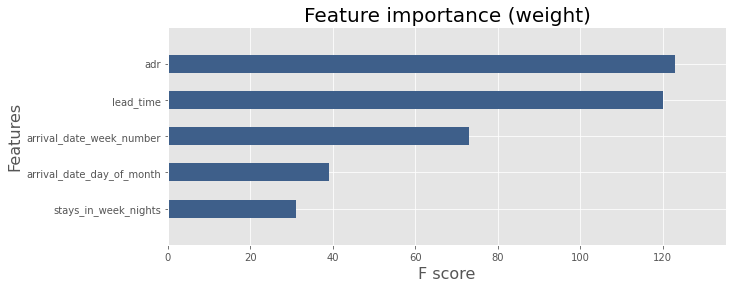 Feature importance (weight)
Features
adr
lead_time
arrival_date_week_number
arrival_date_day_of_month
stays_in_week_nights
0 20 40 60 80 100 120
F score